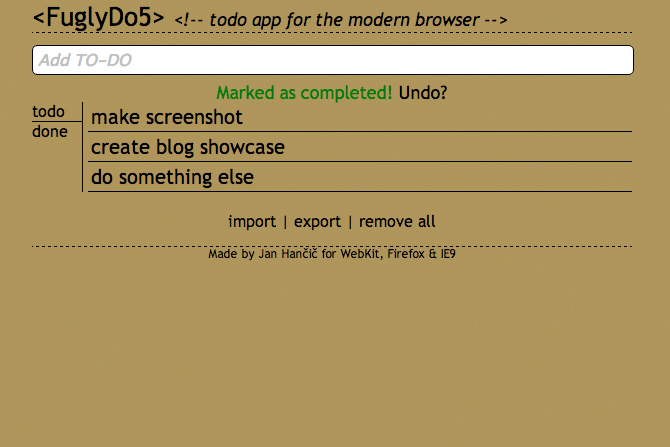 <FuglyDo5> <!-- todo app for the modern browser -->
Add TO-DO
Marked as completed! Undo?
todo
done
make screenshot
create blog showcase
do something else
import | export | remove all
Made by Jan Hančič for WebKit, Firefox & IE9